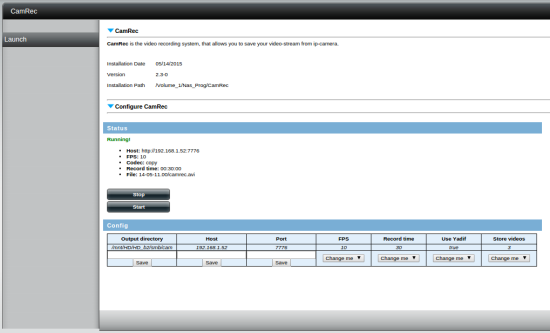 CamRec
Launch
CamRec
CamRec is the video recording system, that allows you to save your video-stream from ip-camera.
Installation Date 05/14/2015
Version 2.3-0
Installation Path /Volume_1/Nas_Prog/CamRec
Configure CamRec
Status
Running!
Host: http://192.168.1.52:7776
FPS: 10
Codec: copy
Record time: 00:30:00
File: 14-05-11:00/camrec.avi
Stop
Start
Config
Output directory Host Port FPS Record time Use Yadif Store videos
/mnt/HD/HD_b2/smb/cam 192.168.1.52 7776 10 30 true 3
Change me Change me Change me Change me
Save Save Save